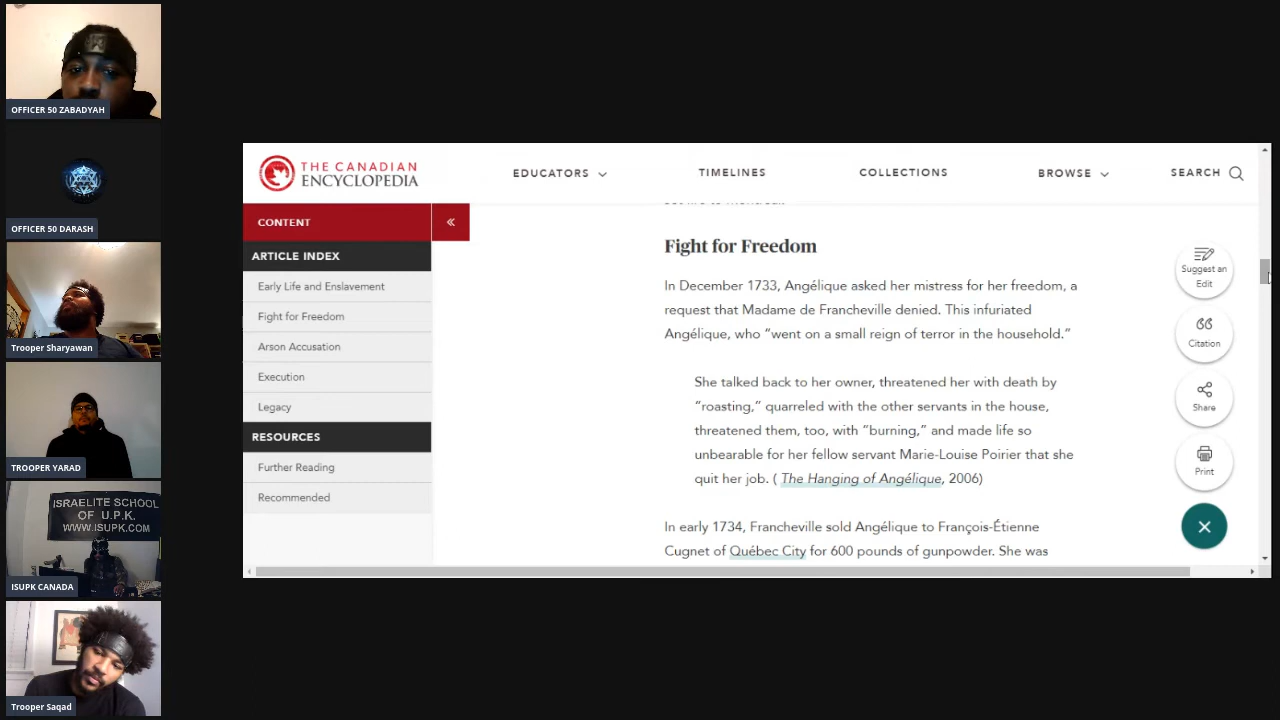 OFFICER 50 ZABADYAH
OFFICER 50 DARASH
Trooper Sharyawan
TROOPER YARAD
ISRAELITE SCHOOL
OF U.P.K.
WWW.ISUPK.COM
ISUPK CANADA
Trooper Saqad
THE CANADIAN
ENCYCLOPEDIA
EDUCATORS
TIMELINES
COLLECTIONS
BROWSE
SEARCH
CONTENT
«
ARTICLE INDEX
Early Life and Enslavement
Fight for Freedom
Arson Accusation
Execution
Legacy
RESOURCES
Further Reading
Recommended
Fight for Freedom
In December 1733, Angélique asked her mistress for her freedom, a
request that Madame de Francheville denied. This infuriated
Angélique, who “went on a small reign of terror in the household.”
She talked back to her owner, threatened her with death by
“roasting,” quarreled with the other servants in the house,
threatened them, too, with “burning,” and made life so
unbearable for her fellow servant Marie-Louise Poirier that she
quit her job. ( The Hanging of Angélique, 2006)
In early 1734, Francheville sold Angélique to François-Étienne
Cugnet of Québec City for 600 pounds of gunpowder. She was
Suggest an
Edit
Citation
Share
Print